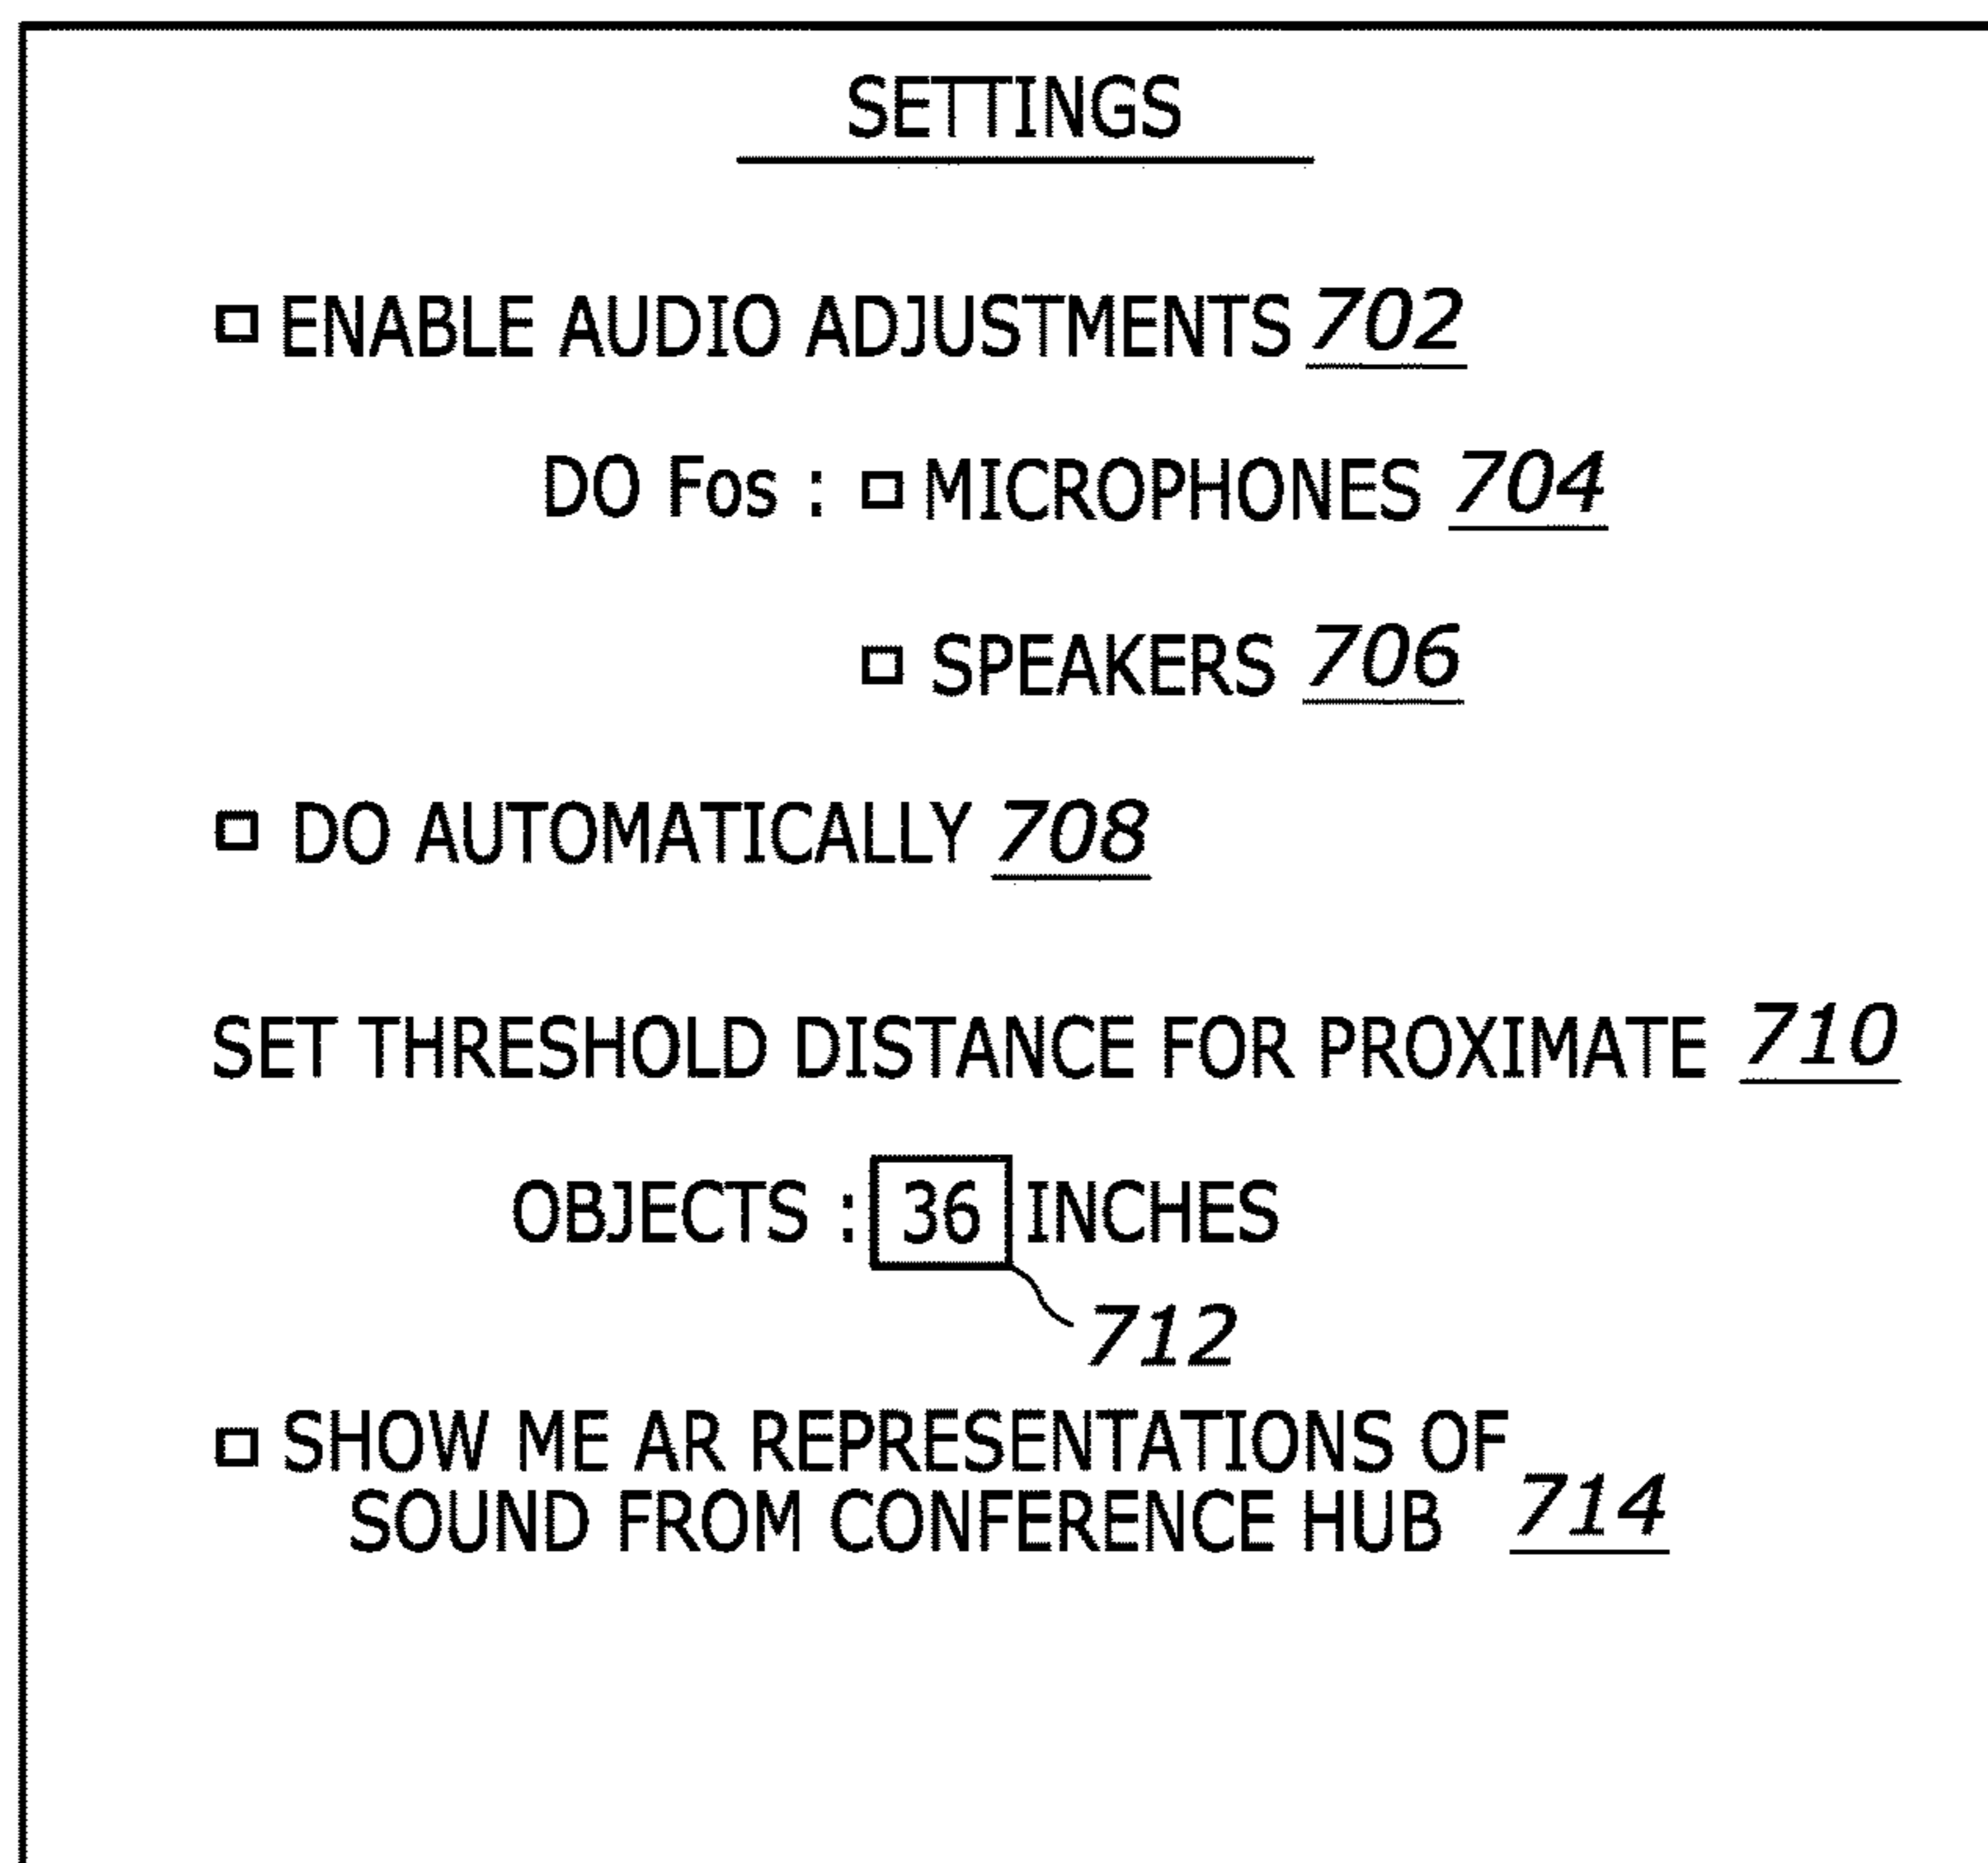 SETTINGS
ENABLE AUDIO ADJUSTMENTS 702
DO Fos : MICROPHONES 704
SPEAKERS 706
DO AUTOMATICALLY 708
SET THRESHOLD DISTANCE FOR PROXIMATE 710
OBJECTS : 36 INCHES
712
SHOW ME AR REPRESENTATIONS OF
SOUND FROM CONFERENCE HUB 714